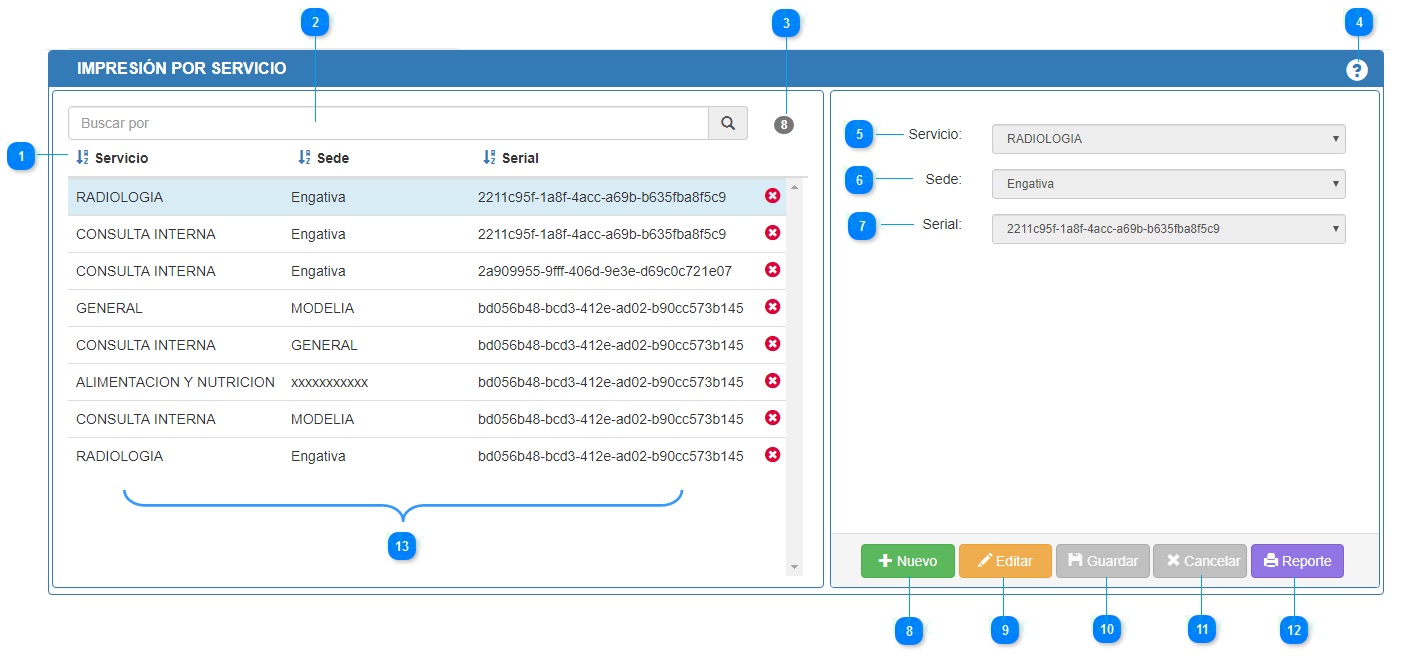 2
3
4
IMPRESIÓN POR SERVICIO
?
Buscar por
8
1
Servicio Sede Serial
RADIOLOGIA Engativa 2211c95f-1a8f-4acc-a69b-b635fba8f5c9
CONSULTA INTERNA Engativa 2211c95f-1a8f-4acc-a69b-b635fba8f5c9
CONSULTA INTERNA Engativa 2a909955-9fff-406d-9e3e-d69c0c721e07
GENERAL MODELIA bd056b48-bcd3-412e-ad02-b90cc573b145
CONSULTA INTERNA GENERAL bd056b48-bcd3-412e-ad02-b90cc573b145
ALIMENTACION Y NUTRICION xxxxxxxxxxx bd056b48-bcd3-412e-ad02-b90cc573b145
CONSULTA INTERNA MODELIA bd056b48-bcd3-412e-ad02-b90cc573b145
RADIOLOGIA Engativa bd056b48-bcd3-412e-ad02-b90cc573b145
13
5 Servicio: RADIOLOGIA
6 Sede: Engativa
7 Serial: 2211c95f-1a8f-4acc-a69b-b635fba8f5c9
Nuevo Editar Guardar Cancelar Reporte
8 9 10 11 12